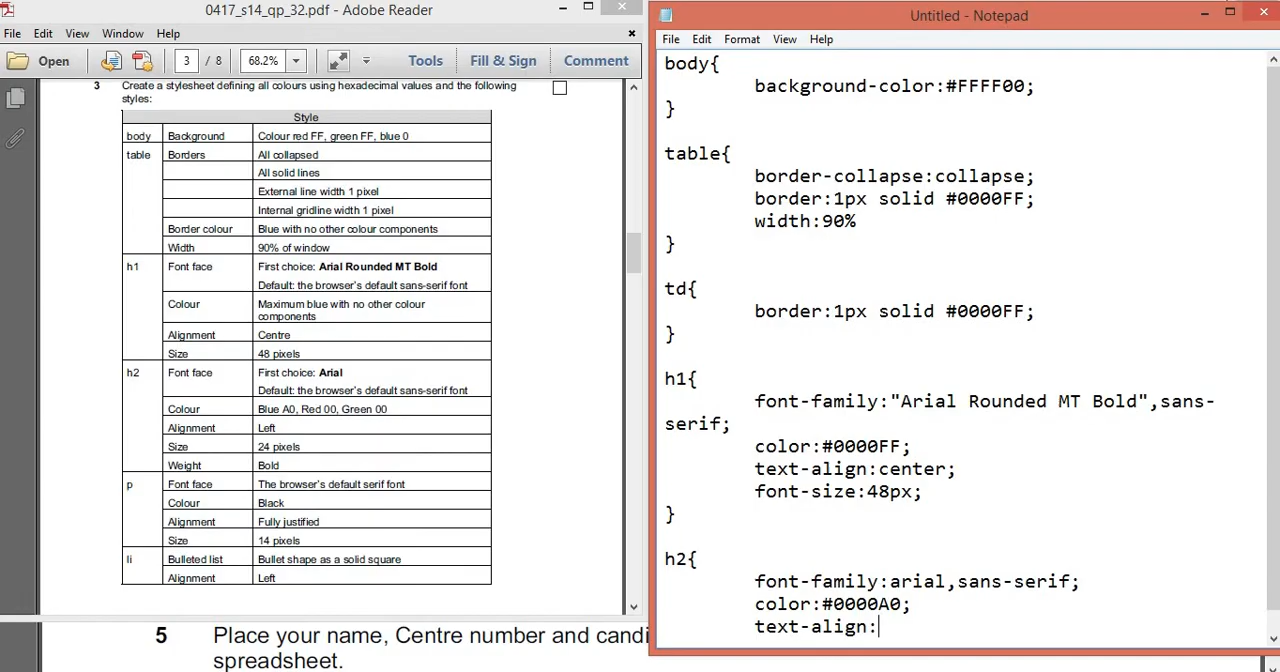 0417_s14_qp_32.pdf - Adobe Reader
File Edit View Window Help
Open 3 / 8 68.2% Tools Fill & Sign Comment
3 Create a stylesheet defining all colours using hexadecimal values and the following
styles:
Style
body Background Colour red FF, green FF, blue 0
table Borders All collapsed
All solid lines
External line width 1 pixel
Internal gridline width 1 pixel
Border colour Blue with no other colour components
Width 90% of window
h1 Font face First choice: Arial Rounded MT Bold
Default: the browser's default sans-serif font
Colour Maximum blue with no other colour
components
Alignment Centre
Size 48 pixels
h2 Font face First choice: Arial
Default: the browser's default sans-serif font
Colour Blue A0, Red 00, Green 00
Alignment Left
Size 24 pixels
Weight Bold
p Font face The browser's default serif font
Colour Black
Alignment Fully justified
Size 14 pixels
li Bulleted list Bullet shape as a solid square
Alignment Left
5 Place your name, Centre number and candi
spreadsheet.
Untitled - Notepad
File Edit Format View Help
body{
background-color:#FFFF00;
}
table{
border-collapse:collapse;
border:1px solid #0000FF;
width:90%
}
td{
border:1px solid #0000FF;
}
h1{
font-family:"Arial Rounded MT Bold",sans-
serif;
color:#0000FF;
text-align:center;
font-size:48px;
}
h2{
font-family:arial,sans-serif;
color:#0000A0;
text-align: